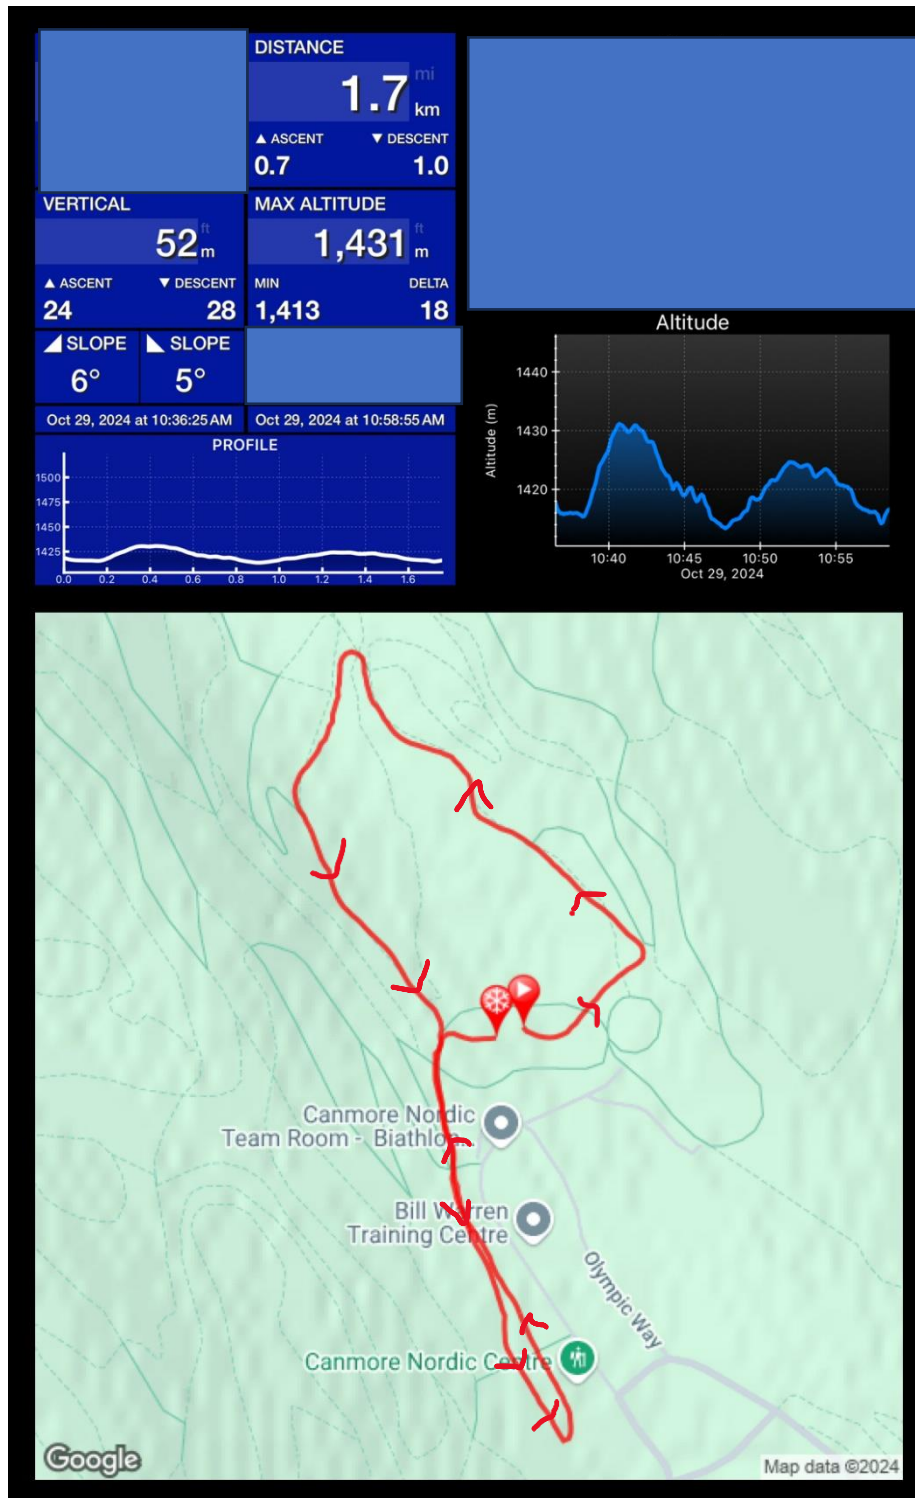 DISTANCE
1.7 mi km
▲ ASCENT ▼ DESCENT
0.7 1.0
VERTICAL
52 ft m
▲ ASCENT ▼ DESCENT
24 28
MAX ALTITUDE
1,431 ft m
MIN DELTA
1,413 18
SLOPE SLOPE
6° 5°
Oct 29, 2024 at 10:36:25 AM Oct 29, 2024 at 10:58:55 AM
PROFILE
1500
1475
1450
1425
0.0 0.2 0.4 0.6 0.8 1.0 1.2 1.4 1.6
Altitude
Altitude (m)
1440
1430
1420
10:40 10:45 10:50 10:55
Oct 29, 2024
Canmore Nordic
Team Room - Biathlon...
Bill Warren
Training Centre
Olympic Way
Canmore Nordic Centre
Google
Map data ©2024